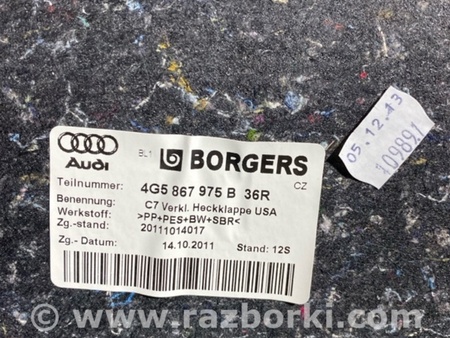 Audi
BL1 BORGERS
CZ
Teilnummer: 4G5 867 975 B 36R
Benennung: C7 Verkl. Heckklappe USA
Werkstoff: >PP+PES+BW+SBR<
Zg.-stand: 20111014017
Zg.- Datum: 14.10.2011 Stand: 12S
05.12.13
109891
www.razborki.com